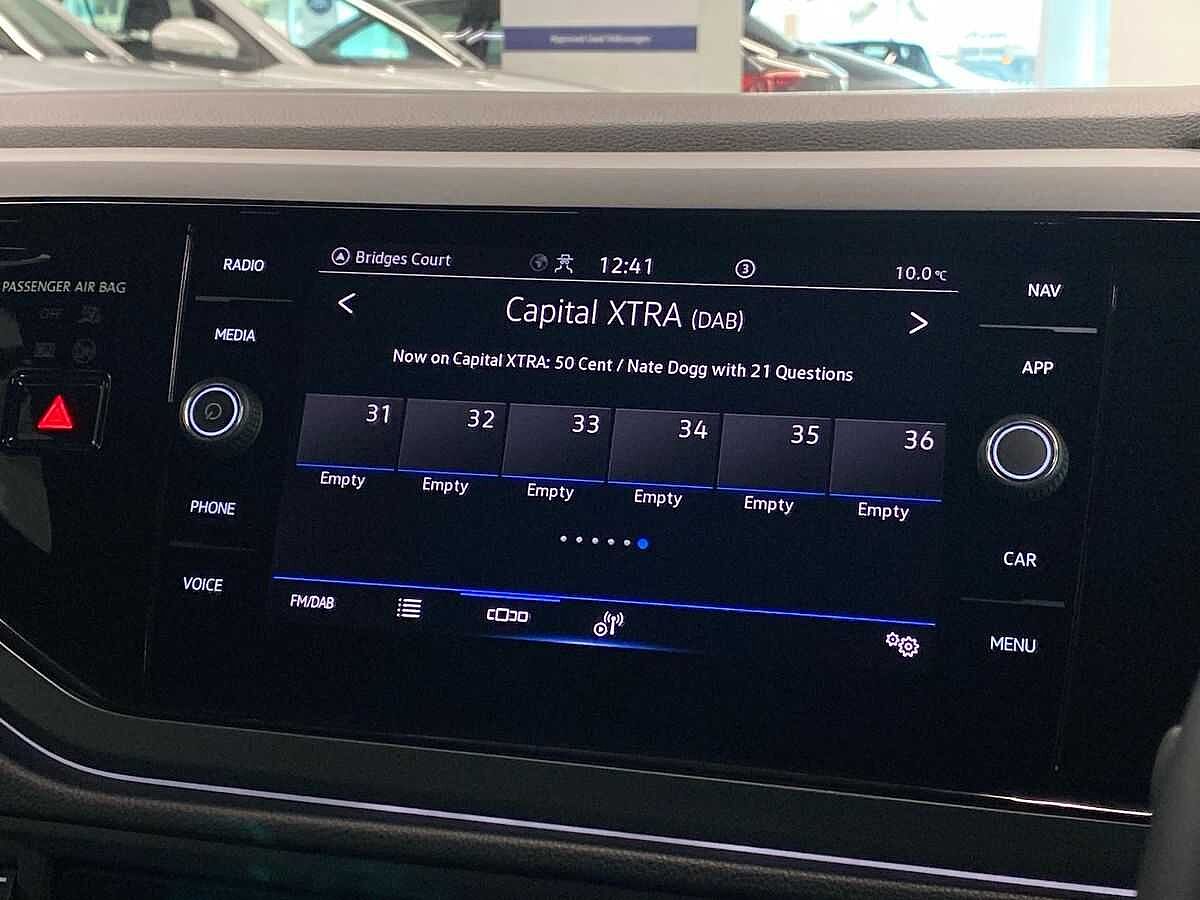 Approved Used Volkswagen
PASSENGER AIR BAG
OFF
RADIO
MEDIA
PHONE
VOICE
Bridges Court
12:41
3
10.0°C
< Capital XTRA (DAB) >
Now on Capital XTRA: 50 Cent / Nate Dogg with 21 Questions
31 32 33 34 35 36
Empty Empty Empty Empty Empty Empty
FM/DAB
NAV
APP
CAR
MENU